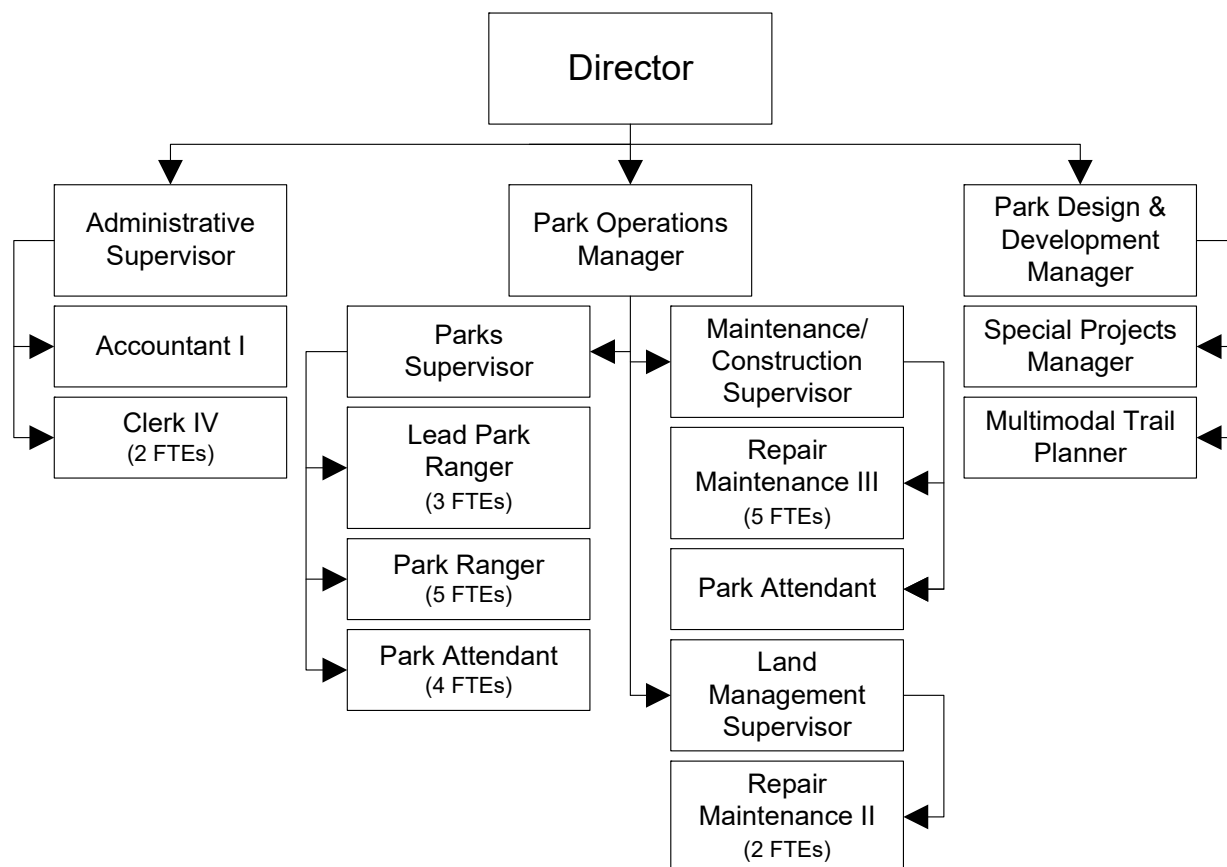 Director
Administrative
Supervisor
Accountant I
Clerk IV
(2 FTEs)
Park Operations
Manager
Parks
Supervisor
Lead Park
Ranger
(3 FTEs)
Park Ranger
(5 FTEs)
Park Attendant
(4 FTEs)
Maintenance/
Construction
Supervisor
Repair
Maintenance III
(5 FTEs)
Park Attendant
Land
Management
Supervisor
Repair
Maintenance II
(2 FTEs)
Park Design &
Development
Manager
Special Projects
Manager
Multimodal Trail
Planner